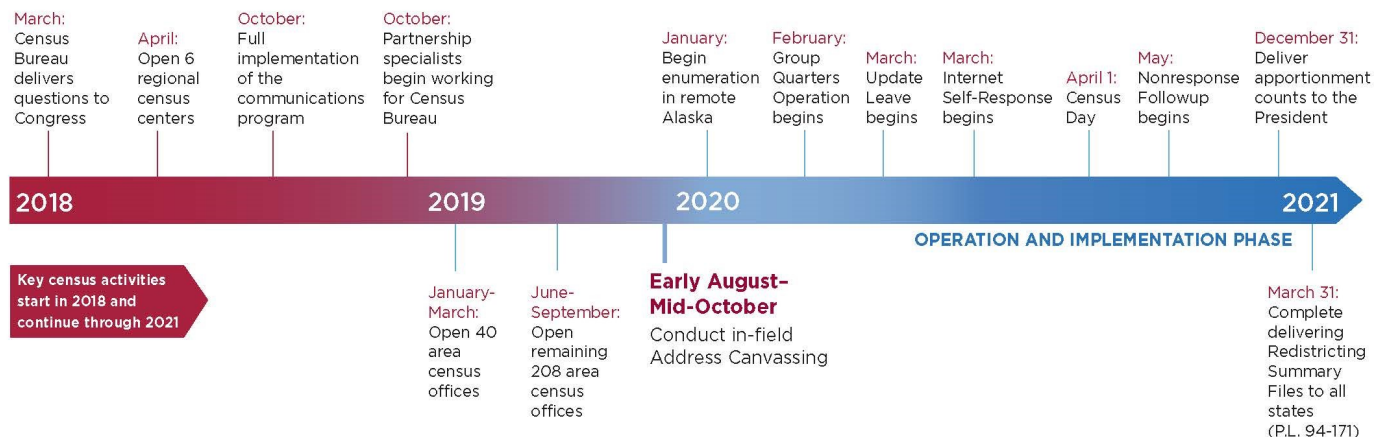 March:
Census
Bureau
delivers
questions to
Congress
April:
Open 6
regional
census
centers
October:
Full
implementation
of the
communications
program
October:
Partnership
specialists
begin working
for Census
Bureau
January:
Begin
enumeration
in remote
Alaska
February:
Group
Quarters
Operation
begins
March:
Update
Leave
begins
March:
Internet
Self-Response
begins
April 1:
Census
Day
May:
Nonresponse
Followup
begins
December 31:
Deliver
apportionment
counts to the
President
2018
2019
2020
2021
OPERATION AND IMPLEMENTATION PHASE
Key census activities
start in 2018 and
continue through 2021
January-
March:
Open 40
area
census
offices
June-
September:
Open
remaining
208 area
census
offices
Early August–
Mid-October
Conduct in-field
Address Canvassing
March 31:
Complete
delivering
Redistricting
Summary
Files to all
states
(P.L. 94-171)